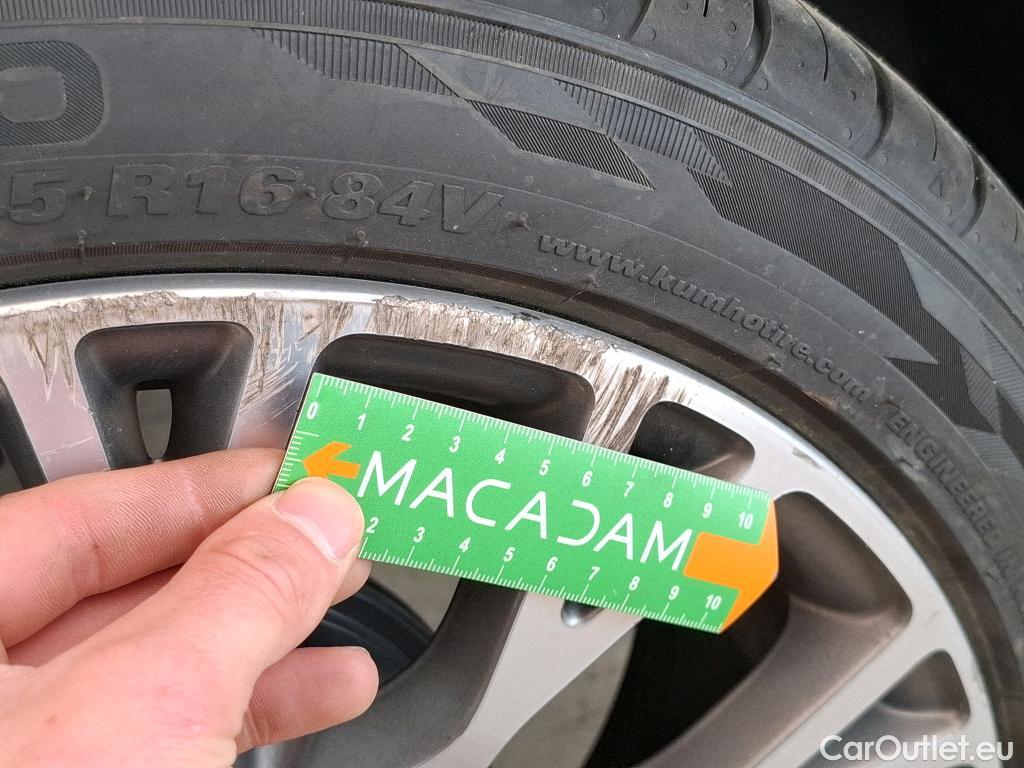 5 R16 84V
www.kumhotire.com
ENGINEERED IN
0 1 2 3 4 5 6 7 8 9 10
MACADAM
2 3 4 5 6 7 8 9 10
CarOutlet.eu